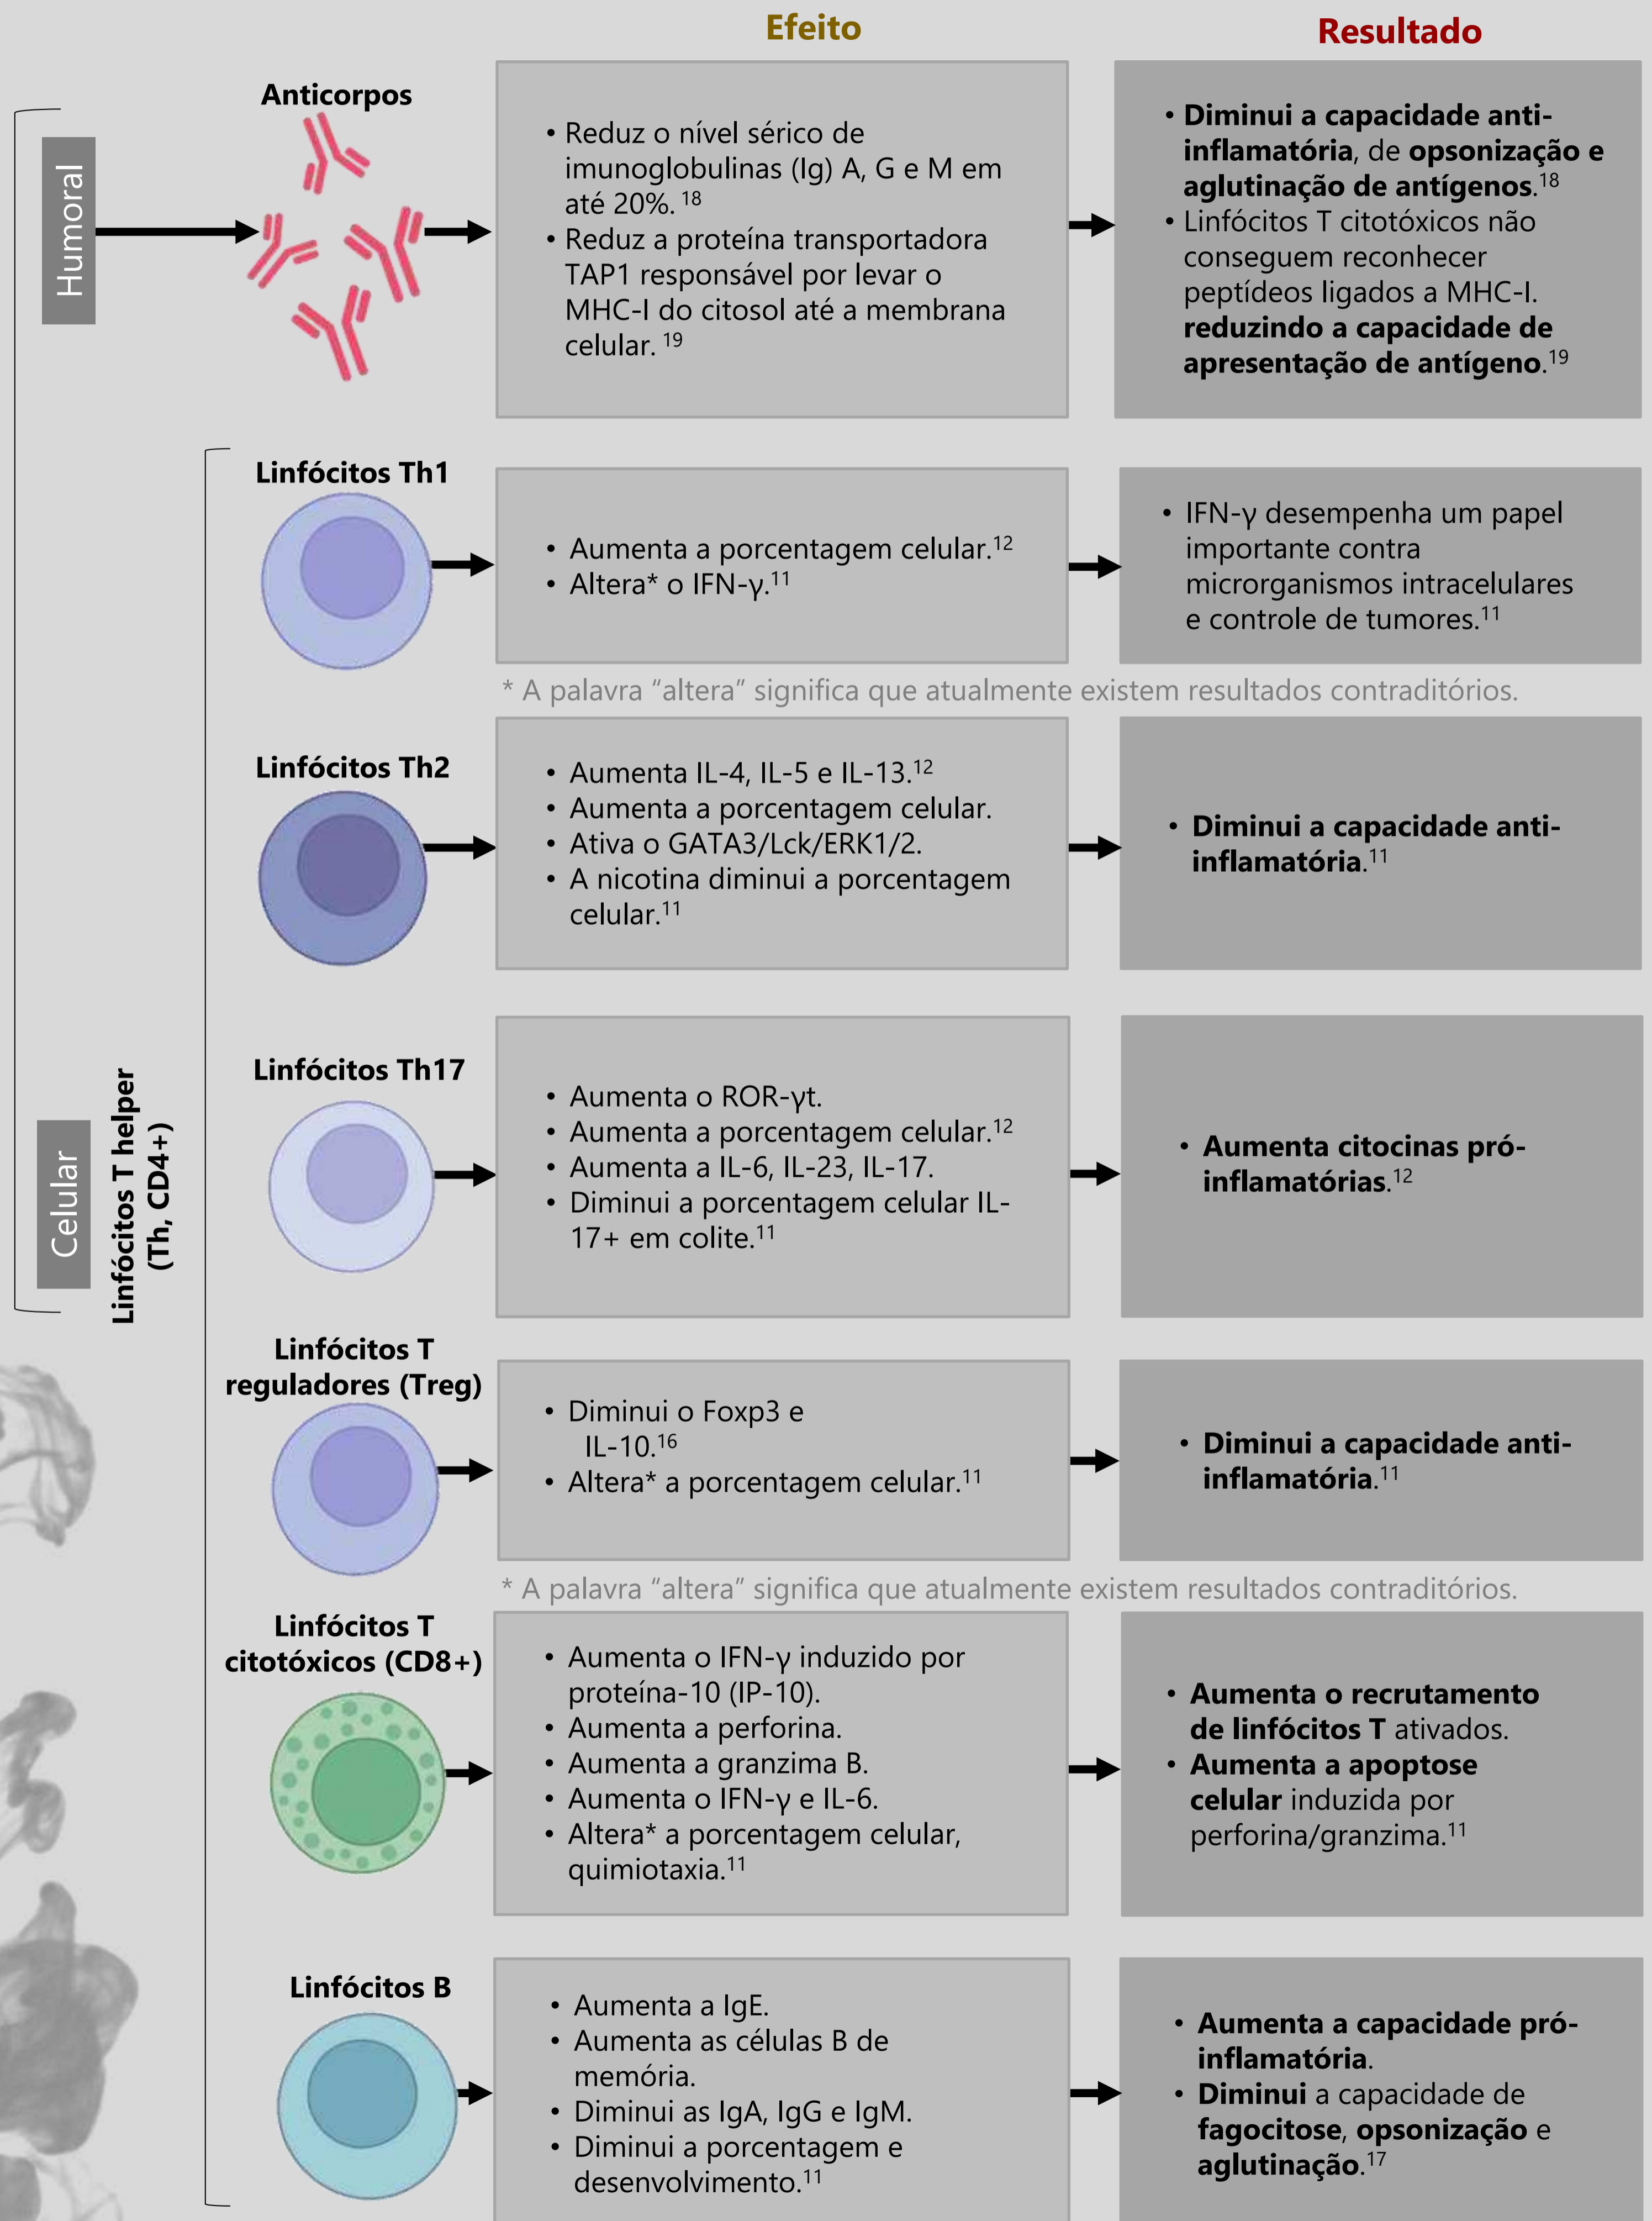 Efeito
Resultado
Humoral
Anticorpos
• Reduz o nível sérico de
imunoglobulinas (Ig) A, G e M em
até 20%. 18
• Reduz a proteína transportadora
TAP1 responsável por levar o
MHC-I do citosol até a membrana
celular. 19
• Diminui a capacidade anti-
inflamatória, de opsonização e
aglutinação de antígenos.18
• Linfócitos T citotóxicos não
conseguem reconhecer
peptídeos ligados a MHC-I.
reduzindo a capacidade de
apresentação de antígeno.19
Celular
Linfócitos T helper
(Th, CD4+)
Linfócitos Th1
• Aumenta a porcentagem celular.12
• Altera* o IFN-γ.11
• IFN-γ desempenha um papel
importante contra
microrganismos intracelulares
e controle de tumores.11
* A palavra “altera” significa que atualmente existem resultados contraditórios.
Linfócitos Th2
• Aumenta IL-4, IL-5 e IL-13.12
• Aumenta a porcentagem celular.
• Ativa o GATA3/Lck/ERK1/2.
• A nicotina diminui a porcentagem
celular.11
• Diminui a capacidade anti-
inflamatória.11
Linfócitos Th17
• Aumenta o ROR-γt.
• Aumenta a porcentagem celular.12
• Aumenta a IL-6, IL-23, IL-17.
• Diminui a porcentagem celular IL-
17+ em colite.11
• Aumenta citocinas pró-
inflamatórias.12
Linfócitos T
reguladores (Treg)
• Diminui o Foxp3 e
IL-10.16
• Altera* a porcentagem celular.11
• Diminui a capacidade anti-
inflamatória.11
* A palavra “altera” significa que atualmente existem resultados contraditórios.
Linfócitos T
citotóxicos (CD8+)
• Aumenta o IFN-γ induzido por
proteína-10 (IP-10).
• Aumenta a perforina.
• Aumenta a granzima B.
• Aumenta o IFN-γ e IL-6.
• Altera* a porcentagem celular,
quimiotaxia.11
• Aumenta o recrutamento
de linfócitos T ativados.
• Aumenta a apoptose
celular induzida por
perforina/granzima.11
Linfócitos B
• Aumenta a IgE.
• Aumenta as células B de
memória.
• Diminui as IgA, IgG e IgM.
• Diminui a porcentagem e
desenvolvimento.11
• Aumenta a capacidade pró-
inflamatória.
• Diminui a capacidade de
fagocitose, opsonização e
aglutinação.17